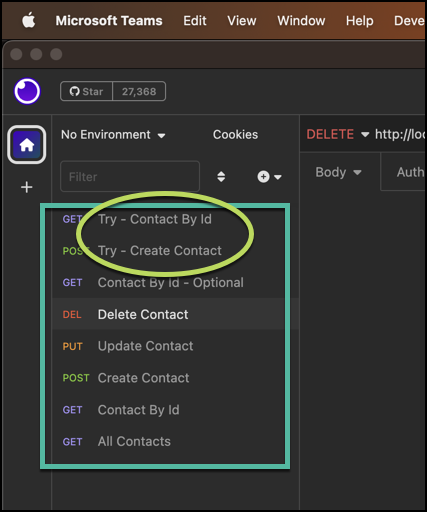 Microsoft Teams Edit View Window Help Deve
Star 27,368
No Environment Cookies DELETE http://loc
Filter Body Auth
GET Try - Contact By Id
POST Try - Create Contact
GET Contact By Id - Optional
DEL Delete Contact
PUT Update Contact
POST Create Contact
GET Contact By Id
GET All Contacts